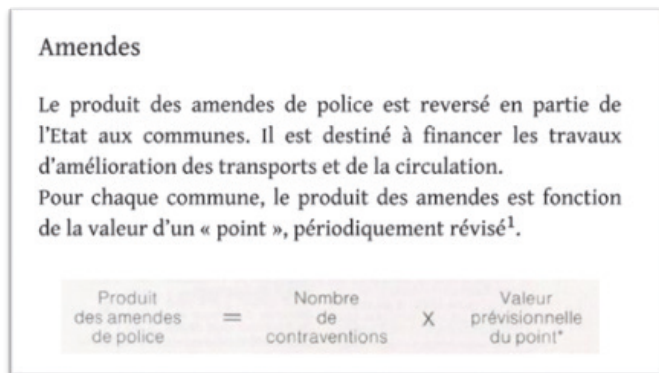 Amendes
Le produit des amendes de police est reversé en partie de
l'Etat aux communes. Il est destiné à financer les travaux
d'amélioration des transports et de la circulation.
Pour chaque commune, le produit des amendes est fonction
de la valeur d'un « point », périodiquement révisé¹.
Produit Nombre Valeur
des amendes = de X prévisionnelle
de police contraventions du point*